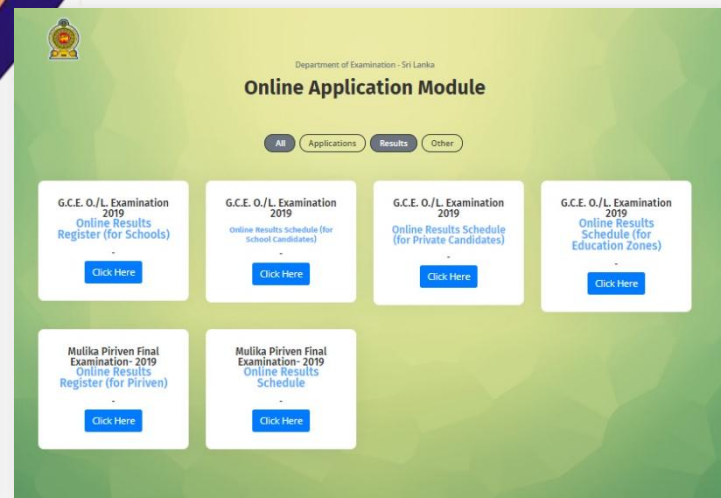 Department of Examination - Sri Lanka
Online Application Module
All
Applications
Results
Other
G.C.E. O./L. Examination
2019
Online Results
Register (for Schools)
-
Click Here
G.C.E. O./L. Examination
2019
Online Results Schedule (for
School Candidates)
-
Click Here
G.C.E. O./L. Examination
2019
Online Results Schedule
(for Private Candidates)
-
Click Here
G.C.E. O./L. Examination
2019
Online Results
Schedule (for
Education Zones)
-
Click Here
Mulika Piriven Final
Examination- 2019
Online Results
Register (for Piriven)
-
Click Here
Mulika Piriven Final
Examination- 2019
Online Results
Schedule
-
Click Here